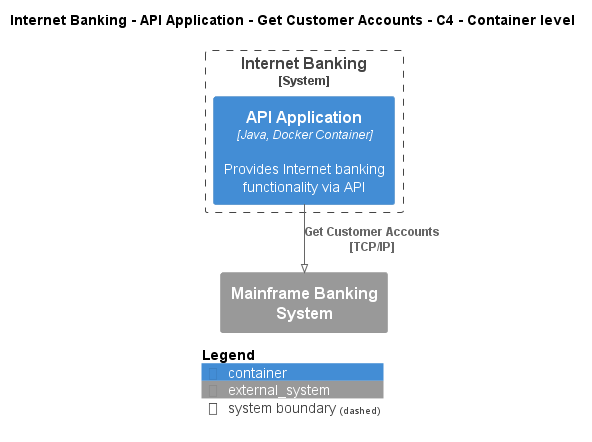 Internet Banking - API Application - Get Customer Accounts - C4 - Container level
Internet Banking
[System]
API Application
[Java, Docker Container]
Provides Internet banking
functionality via API
Get Customer Accounts
[TCP/IP]
Mainframe Banking
System
Legend
container
external_system
system boundary (dashed)